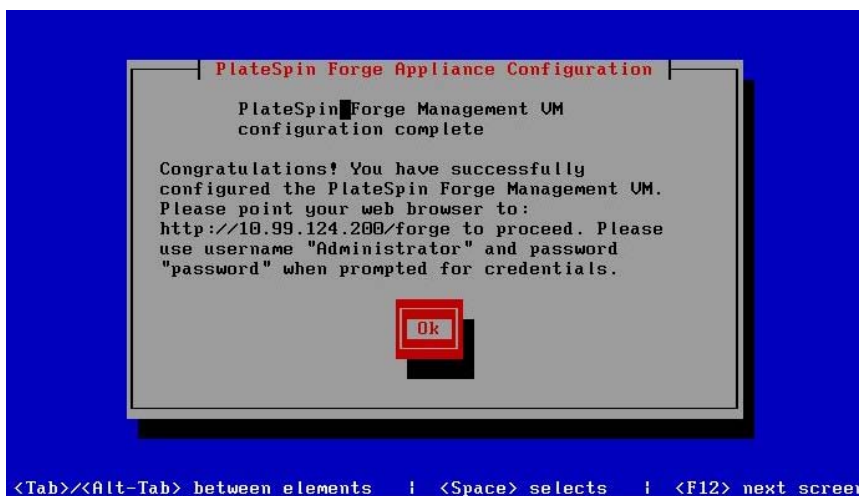 PlateSpin Forge Appliance Configuration
PlateSpin Forge Management VM
configuration complete
Congratulations! You have successfully
configured the PlateSpin Forge Management VM.
Please point your web browser to:
http://10.99.124.200/forge to proceed. Please
use username "Administrator" and password
"password" when prompted for credentials.
Ok
<Tab>/<Alt-Tab> between elements | <Space> selects | <F12> next screen